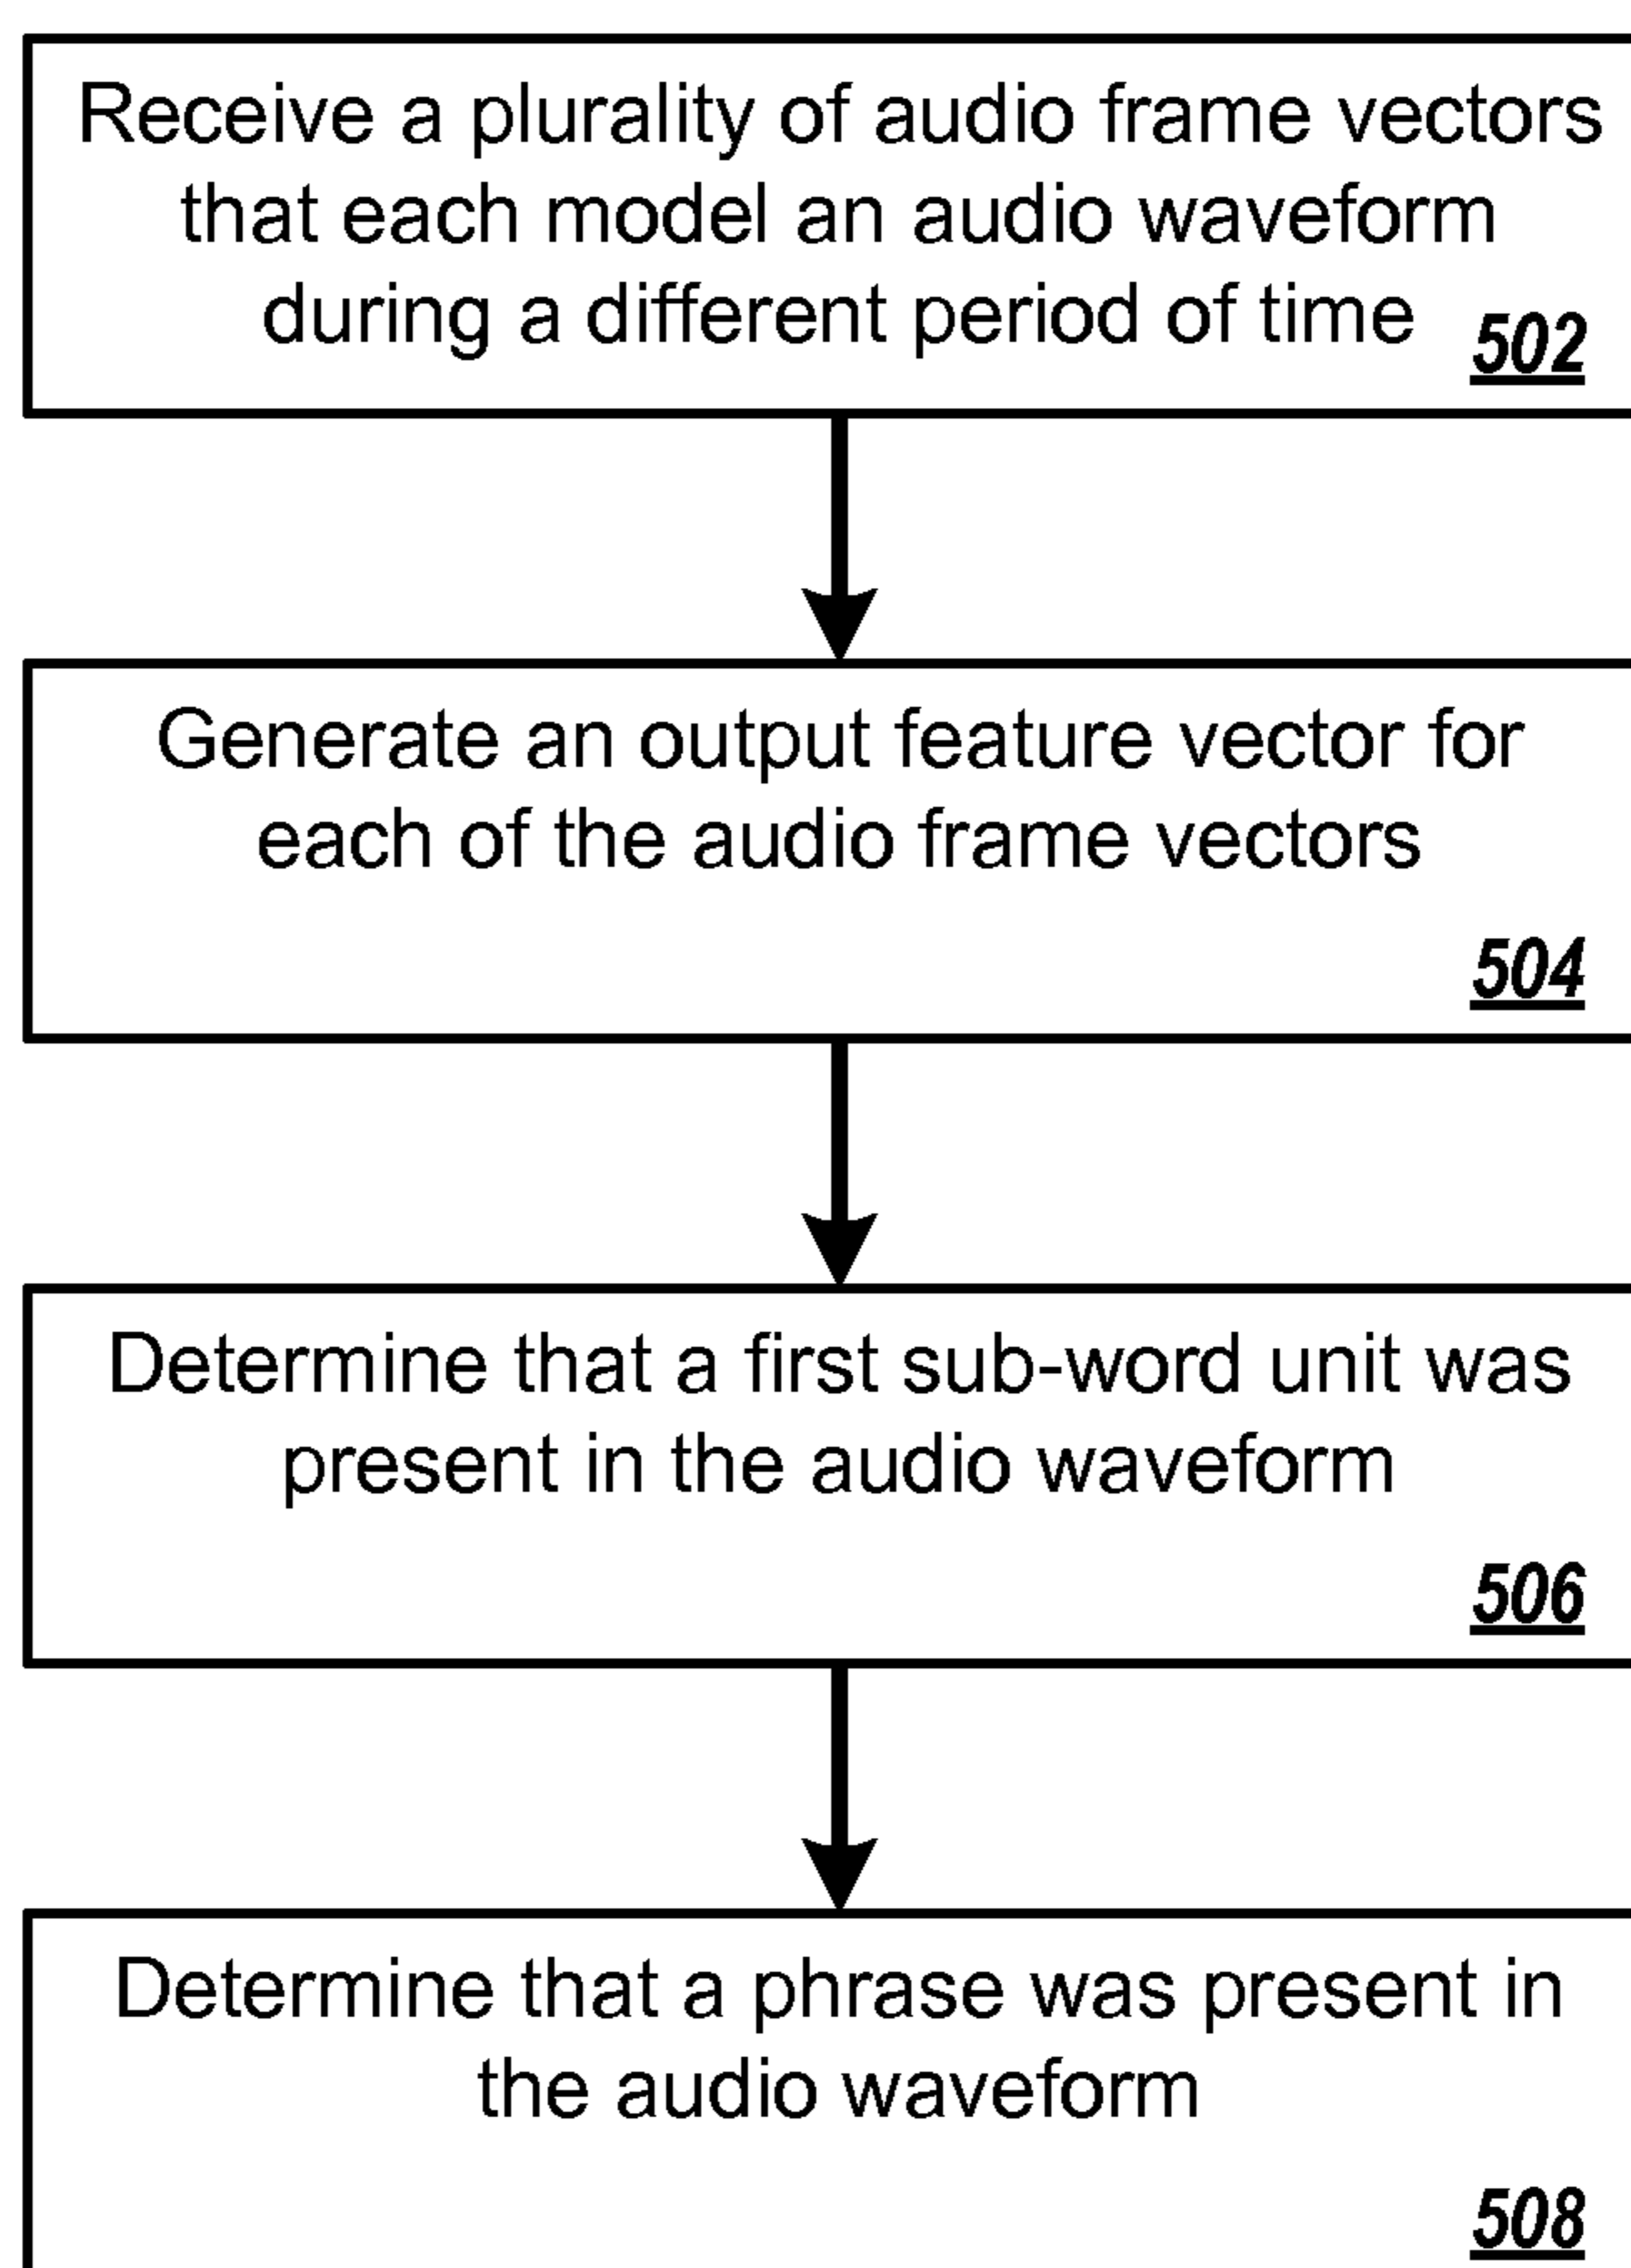 Receive a plurality of audio frame vectors
that each model an audio waveform
during a different period of time
502
Generate an output feature vector for
each of the audio frame vectors
504
Determine that a first sub-word unit was
present in the audio waveform
506
Determine that a phrase was present in
the audio waveform
508